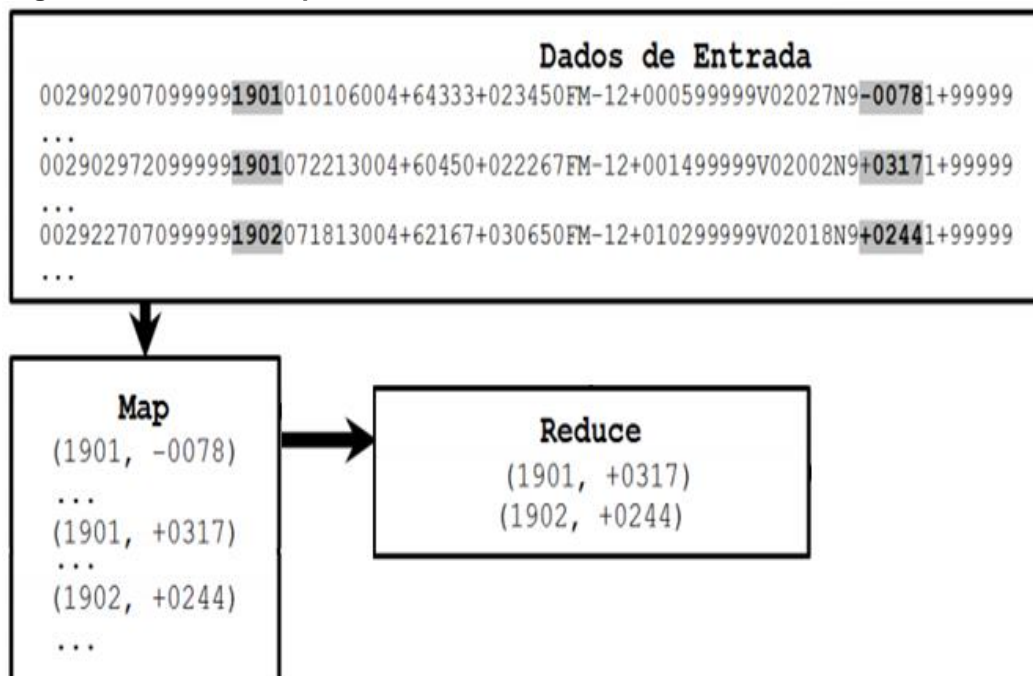 Dados de Entrada
0029029070999991901010106004+64333+023450FM-12+000599999V02027N9-00781+99999
...
0029029720999991901072213004+60450+022267FM-12+001499999V02002N9+03171+99999
...
0029227070999991902071813004+62167+030650FM-12+010299999V02018N9+02441+99999
...
Map
(1901, -0078)
...
(1901, +0317)
...
(1902, +0244)
...
Reduce
(1901, +0317)
(1902, +0244)